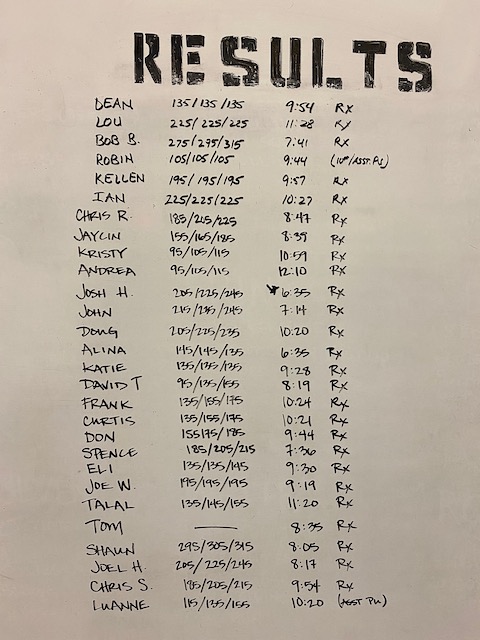 RESULTS
DEAN 135/135/135 9:54 Rx
LOU 225/225/225 11:28 Rx
BOB B. 275/295/315 7:41 Rx
ROBIN 105/105/105 9:44 (10#/ASST. PU)
KELLEN 195/195/195 9:57 Rx
IAN 225/225/225 10:27 Rx
CHRIS R. 185/205/225 8:47 Rx
JAYLIN 155/165/185 8:39 Rx
KRISTY 95/105/115 10:59 Rx
ANDREA 95/105/115 12:10 Rx
JOSH H. 205/225/245 *6:35 Rx
JOHN 215/235/245 7:14 Rx
DOUG 205/225/235 10:20 Rx
ALINA 145/145/135 6:35 Rx
KATIE 135/135/135 9:28 Rx
DAVID T 95/135/155 8:19 Rx
FRANK 135/155/175 10:24 Rx
CURTIS 135/155/175 10:21 Rx
DON 155/175/185 9:44 Rx
SPENCE 185/205/215 7:36 Rx
ELI 135/135/145 9:30 Rx
JOE W. 195/195/195 9:19 Rx
TALAL 135/145/155 11:20 Rx
TOM — 8:35 Rx
SHAUN 295/305/315 8:05 Rx
JOEL H. 205/225/245 8:17 Rx
CHRIS S. 185/205/215 9:54 Rx
LUANNE 115/135/155 10:20 (ASST PU)